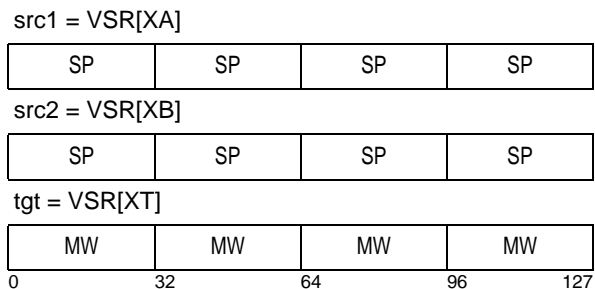 src1 = VSR[XA]
SP SP SP SP
src2 = VSR[XB]
SP SP SP SP
tgt = VSR[XT]
MW MW MW MW
0 32 64 96 127